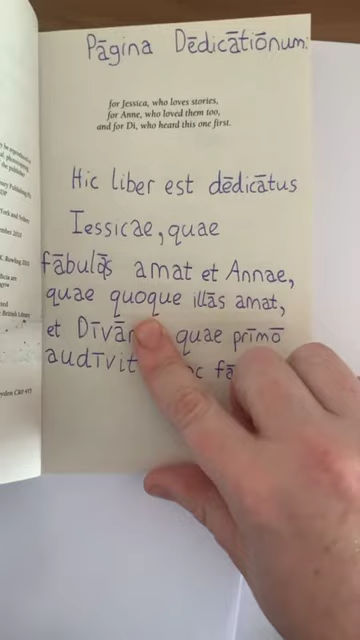 Pāgina Dēdicātiōnum:
for Jessica, who loves stories,
for Anne, who loved them too,
and for Di, who heard this one first.
Hic liber est dēdicātus
Iessicae, quae
fābulās amat et Annae,
quae quoque illās amat,
et quae prīmō
audīvit